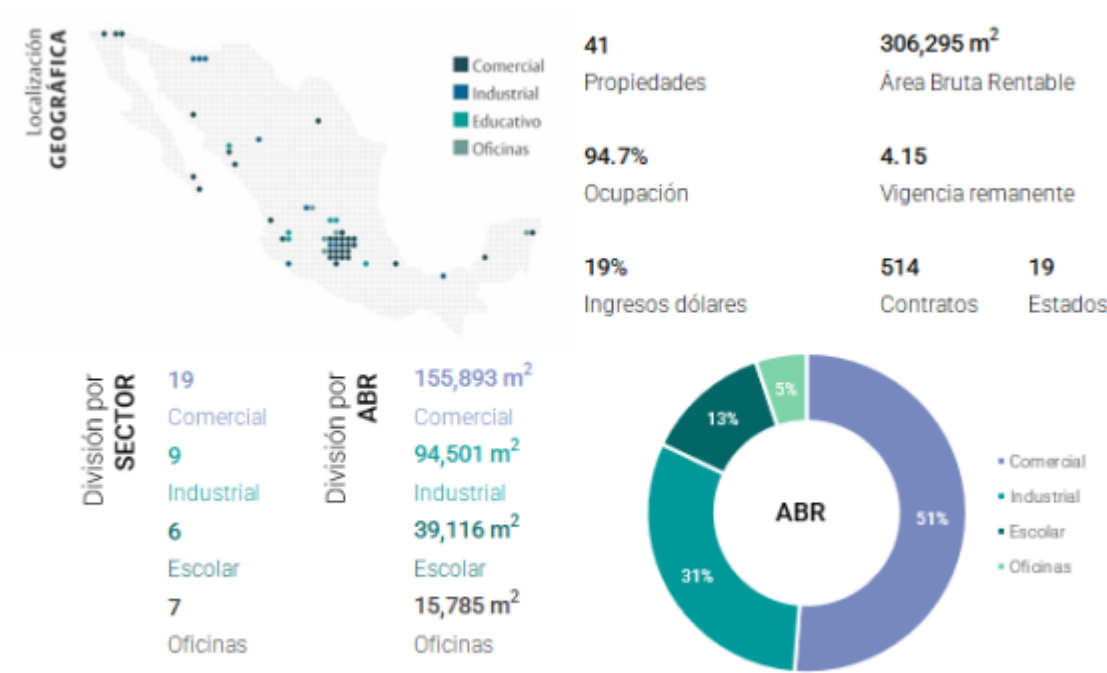 Localización
GEOGRÁFICA
Comercial
Industrial
Educativo
Oficinas
41
Propiedades
306,295 m²
Área Bruta Rentable
94.7%
Ocupación
4.15
Vigencia remanente
19%
Ingresos dólares
514
Contratos
19
Estados
División por
SECTOR
19
Comercial
9
Industrial
6
Escolar
7
Oficinas
División por
ABR
155,893 m²
Comercial
94,501 m²
Industrial
39,116 m²
Escolar
15,785 m²
Oficinas
5%
13%
31%
51%
ABR
Comercial
Industrial
Escolar
Oficinas